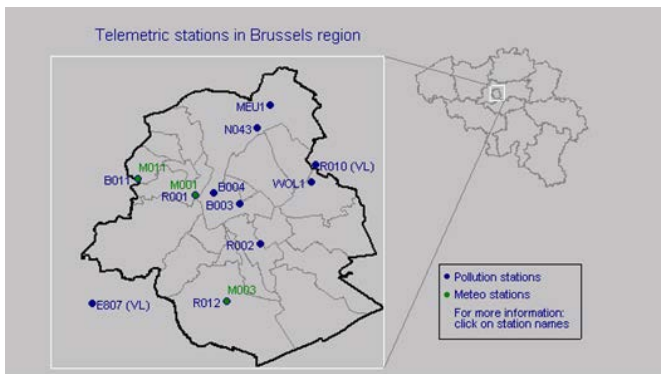 Telemetric stations in Brussels region
MEU1
N043
R010 (VL)
M011
B011
WOL1
M001
B004
R001
B003
R002
M003
E807 (VL)
R012
Pollution stations
Meteo stations
For more information:
click on station names